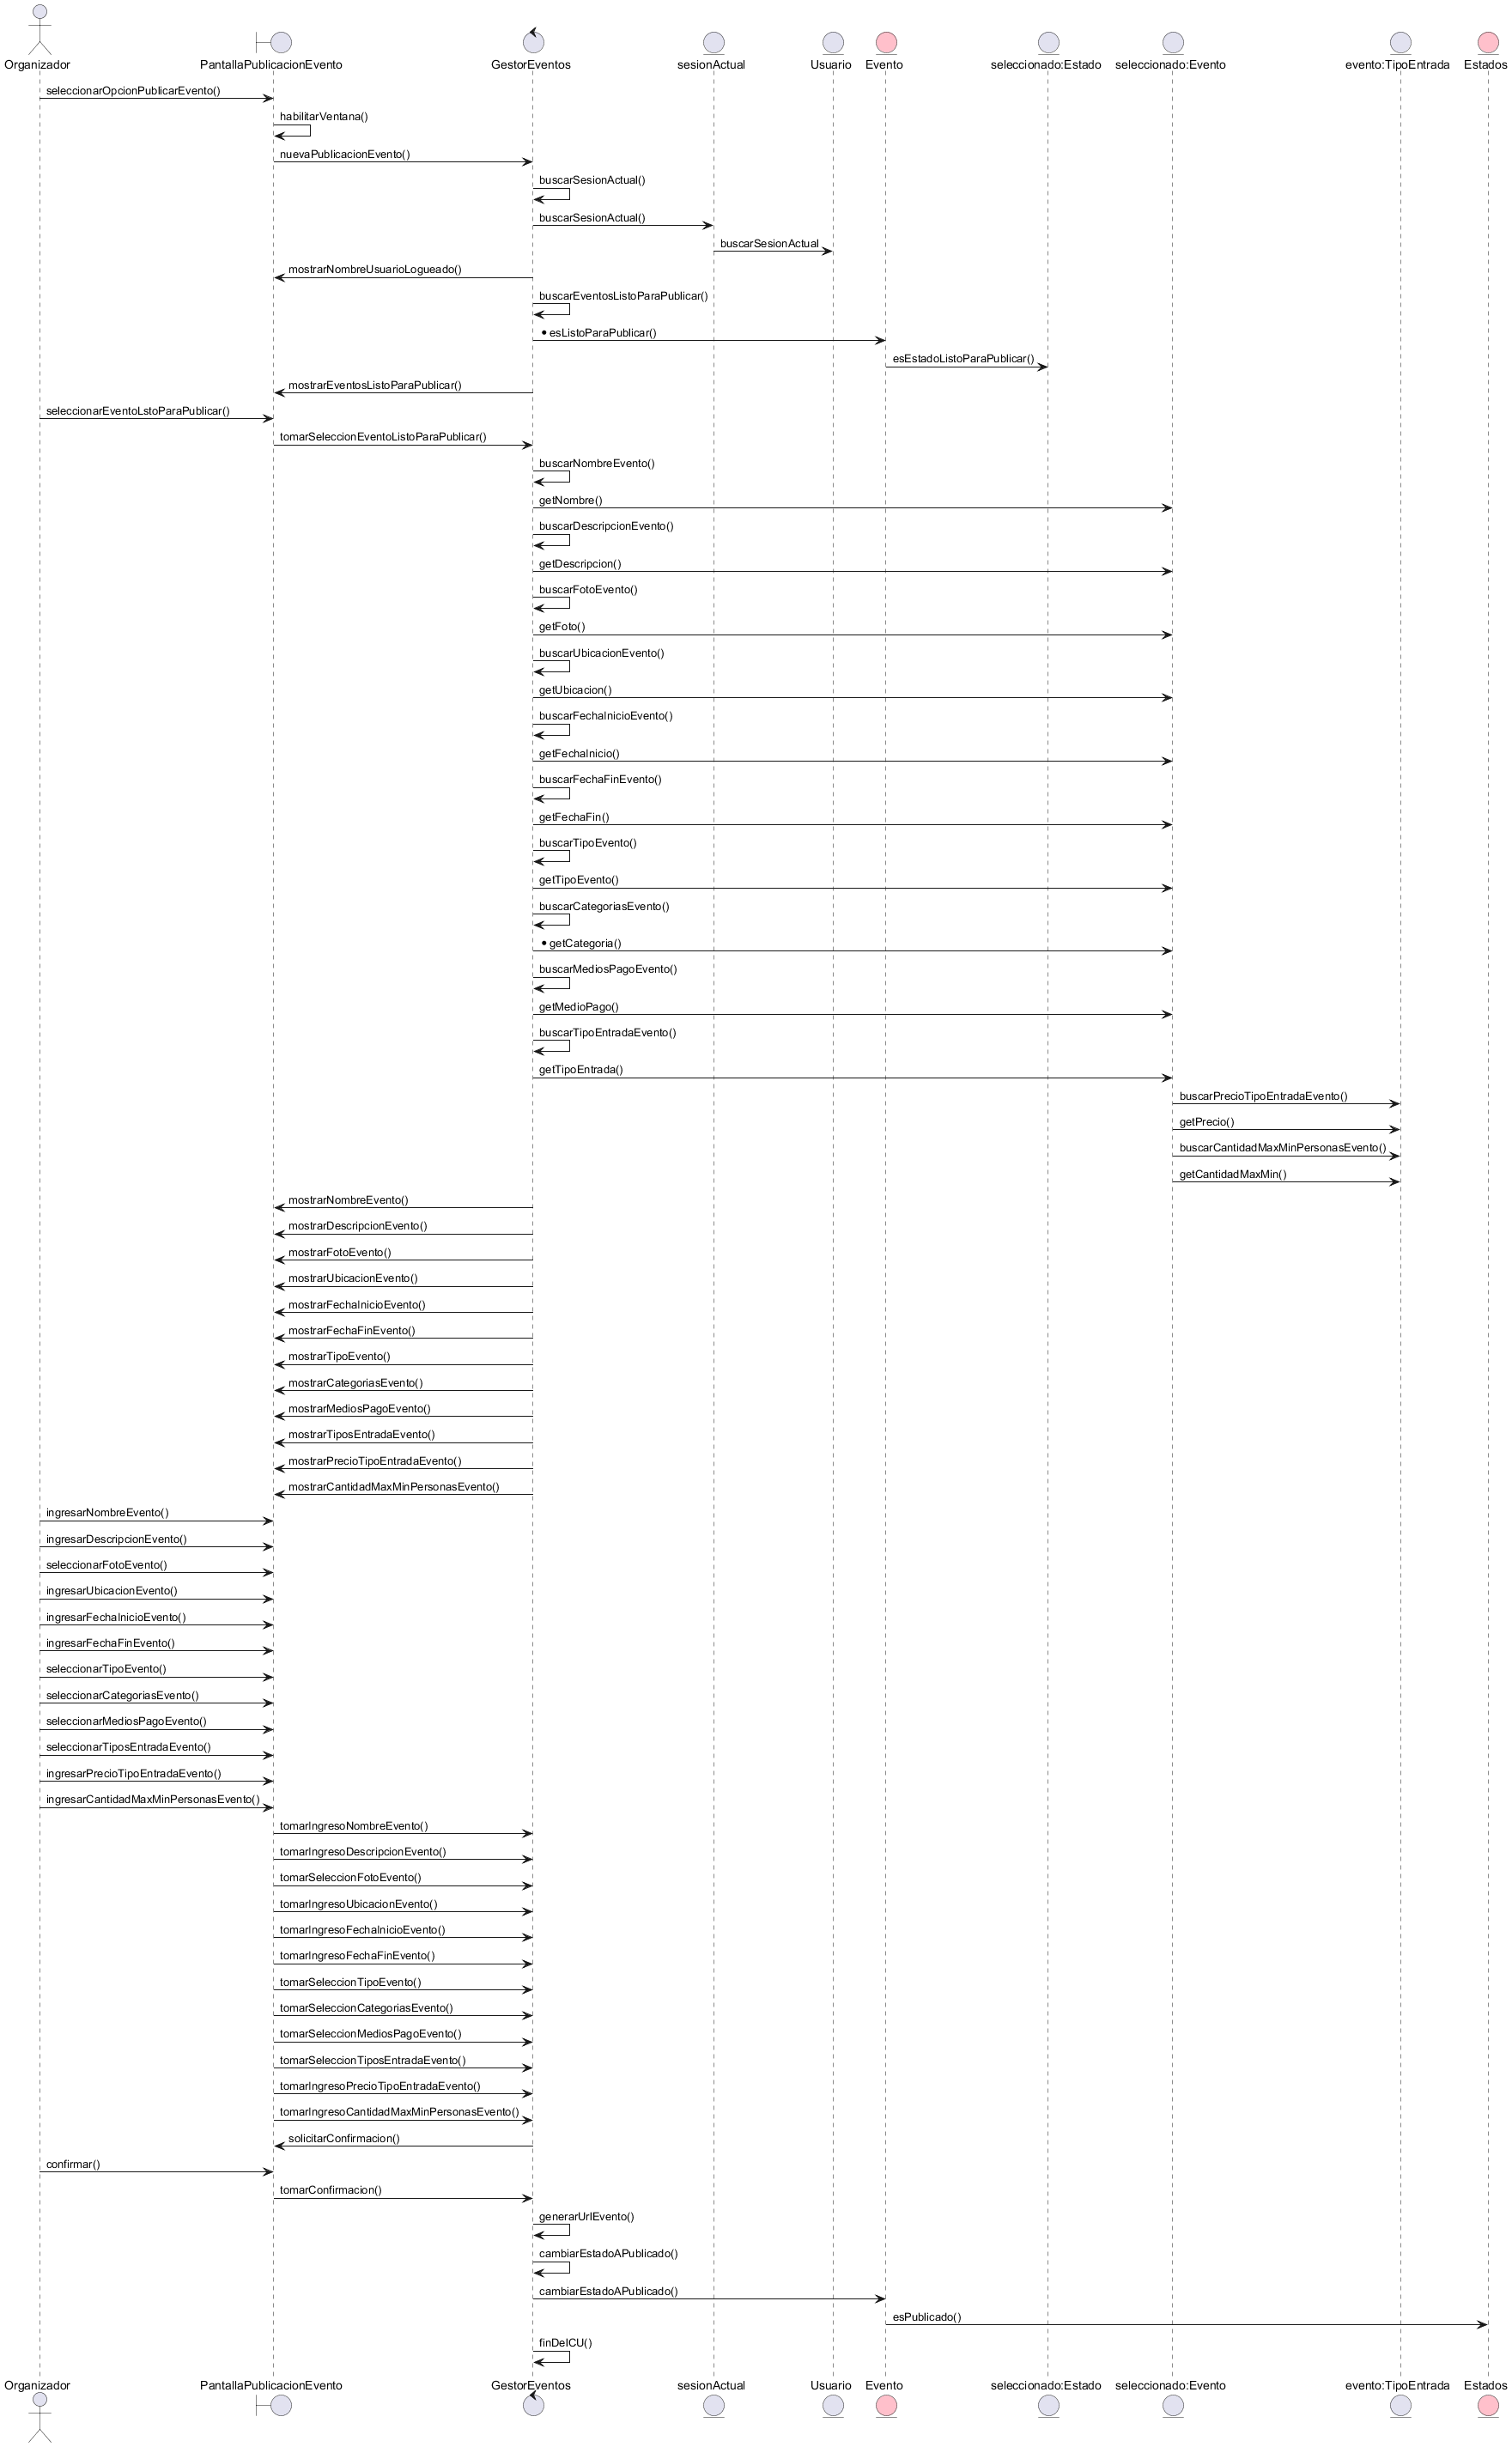 Organizador PantallaPublicacionEvento GestorEventos sesionActual Usuario Evento seleccionado:Estado seleccionado:Evento evento:TipoEntrada Estados
seleccionarOpcionPublicarEvento()
habilitarVentana()
nuevaPublicacionEvento()
buscarSesionActual()
buscarSesionActual()
buscarSesionActual
mostrarNombreUsuarioLogueado()
buscarEventosListoParaPublicar()
* esListoParaPublicar()
esEstadoListoParaPublicar()
mostrarEventosListoParaPublicar()
seleccionarEventoLstoParaPublicar()
tomarSeleccionEventoListoParaPublicar()
buscarNombreEvento()
getNombre()
buscarDescripcionEvento()
getDescripcion()
buscarFotoEvento()
getFoto()
buscarUbicacionEvento()
getUbicacion()
buscarFechaInicioEvento()
getFechaInicio()
buscarFechaFinEvento()
getFechaFin()
buscarTipoEvento()
getTipoEvento()
buscarCategoriasEvento()
* getCategoria()
buscarMediosPagoEvento()
getMedioPago()
buscarTipoEntradaEvento()
getTipoEntrada()
buscarPrecioTipoEntradaEvento()
getPrecio()
buscarCantidadMaxMinPersonasEvento()
getCantidadMaxMin()
mostrarNombreEvento()
mostrarDescripcionEvento()
mostrarFotoEvento()
mostrarUbicacionEvento()
mostrarFechaInicioEvento()
mostrarFechaFinEvento()
mostrarTipoEvento()
mostrarCategoriasEvento()
mostrarMediosPagoEvento()
mostrarTiposEntradaEvento()
mostrarPrecioTipoEntradaEvento()
mostrarCantidadMaxMinPersonasEvento()
ingresarNombreEvento()
ingresarDescripcionEvento()
seleccionarFotoEvento()
ingresarUbicacionEvento()
ingresarFechaInicioEvento()
ingresarFechaFinEvento()
seleccionarTipoEvento()
seleccionarCategoriasEvento()
seleccionarMediosPagoEvento()
seleccionarTiposEntradaEvento()
ingresarPrecioTipoEntradaEvento()
ingresarCantidadMaxMinPersonasEvento()
tomarIngresoNombreEvento()
tomarIngresoDescripcionEvento()
tomarSeleccionFotoEvento()
tomarIngresoUbicacionEvento()
tomarIngresoFechaInicioEvento()
tomarIngresoFechaFinEvento()
tomarSeleccionTipoEvento()
tomarSeleccionCategoriasEvento()
tomarSeleccionMediosPagoEvento()
tomarSeleccionTiposEntradaEvento()
tomarIngresoPrecioTipoEntradaEvento()
tomarIngresoCantidadMaxMinPersonasEvento()
solicitarConfirmacion()
confirmar()
tomarConfirmacion()
generarUrlEvento()
cambiarEstadoAPublicado()
cambiarEstadoAPublicado()
esPublicado()
finDelCU()
Organizador PantallaPublicacionEvento GestorEventos sesionActual Usuario Evento seleccionado:Estado seleccionado:Evento evento:TipoEntrada Estados